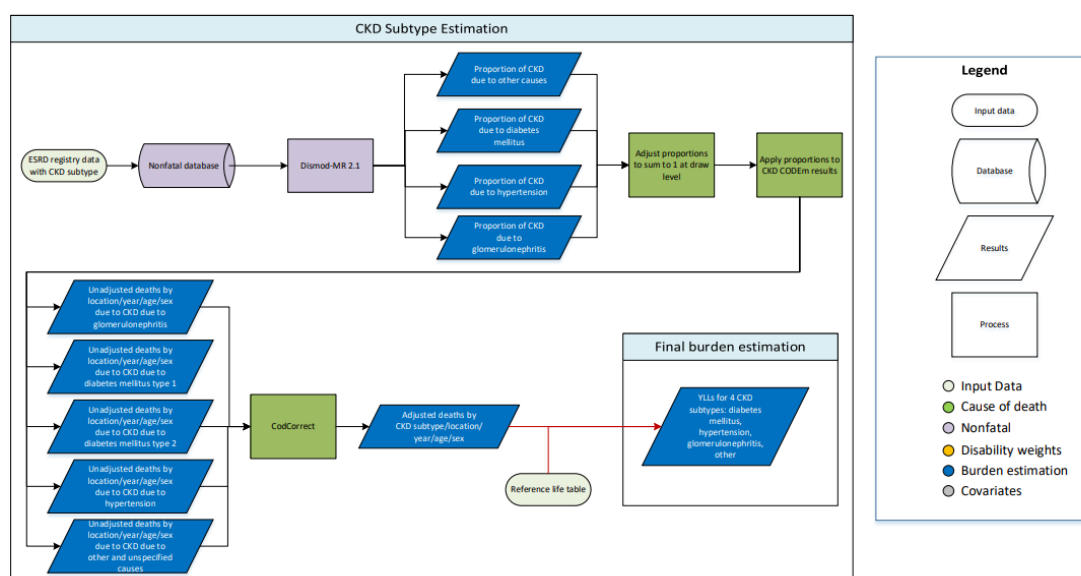 CKD Subtype Estimation
ESRD registry data
with CKD subtype
Nonfatal database
Dismod-MR 2.1
Proportion of CKD
due to other causes
Proportion of CKD
due to diabetes
mellitus
Proportion of CKD
due to hypertension
Proportion of CKD
due to
glomerulonephritis
Adjust proportions
to sum to 1 at draw
level
Apply proportions to
CKD CODEm results
Unadjusted deaths by
location/year/age/sex
due to CKD due to
glomerulonephritis
Unadjusted deaths by
location/year/age/sex
due to CKD due to
diabetes mellitus type 1
Unadjusted deaths by
location/year/age/sex
due to CKD due to
diabetes mellitus type 2
Unadjusted deaths by
location/year/age/sex
due to CKD due to
hypertension
Unadjusted deaths by
location/year/age/sex
due to CKD due to
other and unspecified
causes
CodCorrect
Adjusted deaths by
CKD subtype/location/
year/age/sex
Reference life table
Final burden estimation
YLLs for 4 CKD
subtypes: diabetes
mellitus,
hypertension,
glomerulonephritis,
other
Legend
Input data
Database
Results
Process
Input Data
Cause of death
Nonfatal
Disability weights
Burden estimation
Covariates